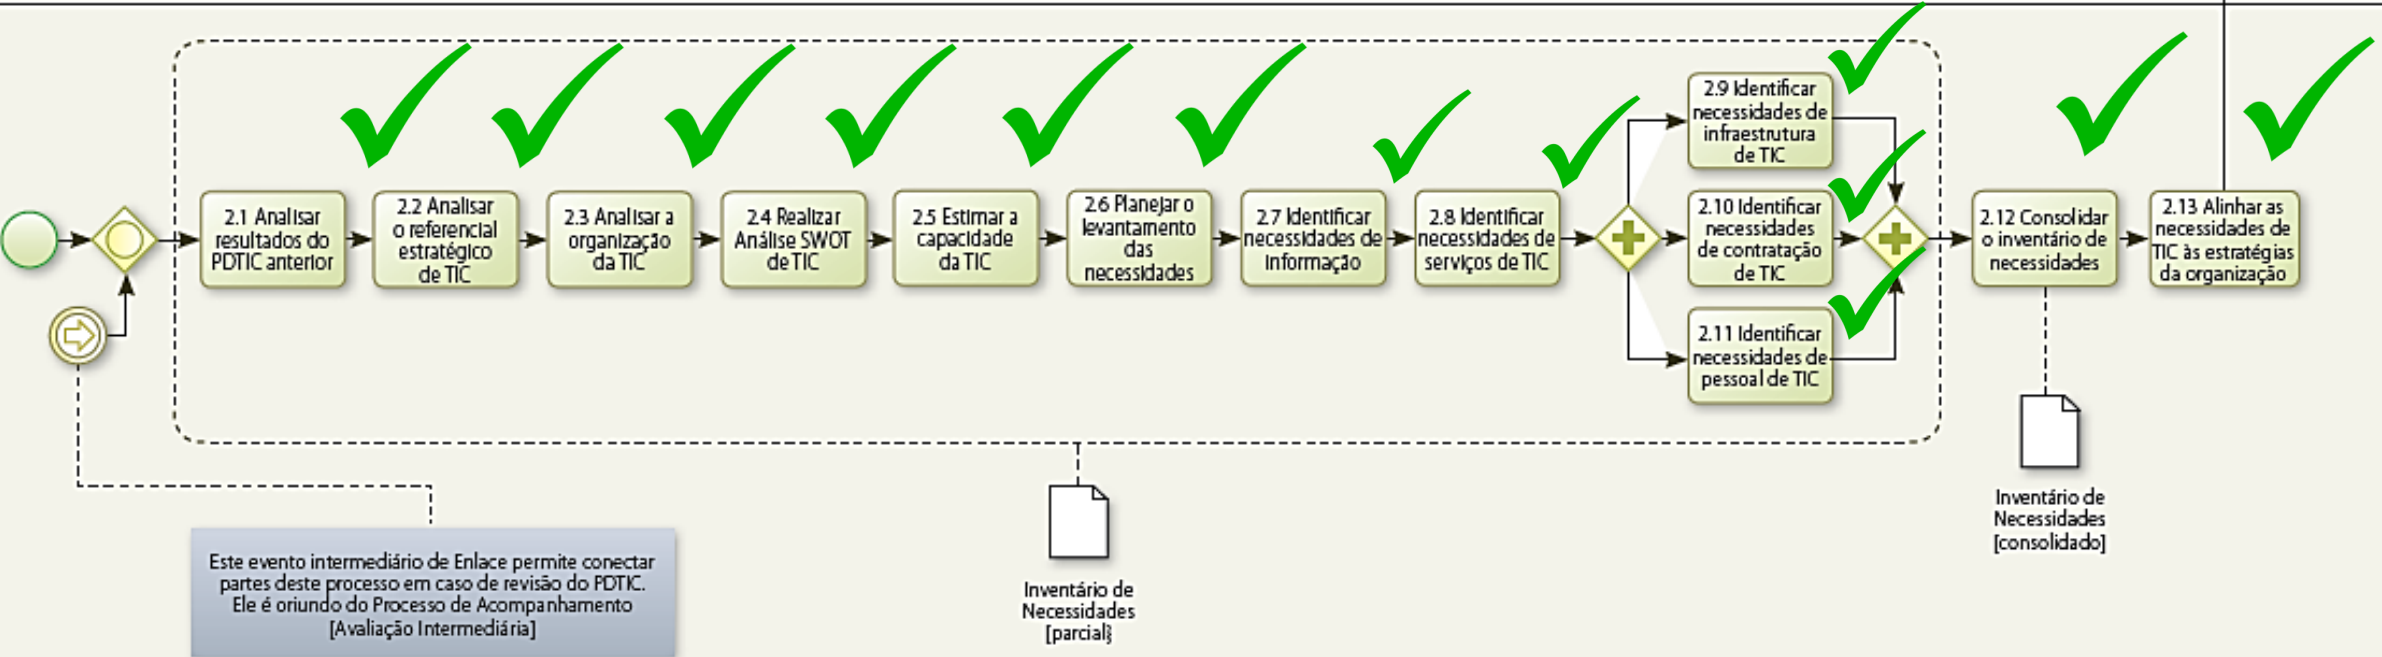 2.1 Analisar
resultados do
PDTIC anterior
2.2 Analisar
o referencial
estratégico
de TIC
2.3 Analisar a
organização
da TIC
2.4 Realizar
Análise SWOT
de TIC
2.5 Estimar a
capacidade
da TIC
2.6 Planejar o
levantamento
das
necessidades
2.7 Identificar
necessidades de
informação
2.8 Identificar
necessidades de
serviços de TIC
2.9 Identificar
necessidades de
infraestrutura
de TIC
2.10 Identificar
necessidades
de contratação
de TIC
2.11 Identificar
necessidades de
pessoal de TIC
2.12 Consolidar
o inventário de
necessidades
2.13 Alinhar as
necessidades de
TIC às estratégias
da organização
Este evento intermediário de Enlace permite conectar
partes deste processo em caso de revisão do PDTIC.
Ele é oriundo do Processo de Acompanhamento
[Avaliação Intermediária]
Inventário de
Necessidades
[parcial}
Inventário de
Necessidades
[consolidado]